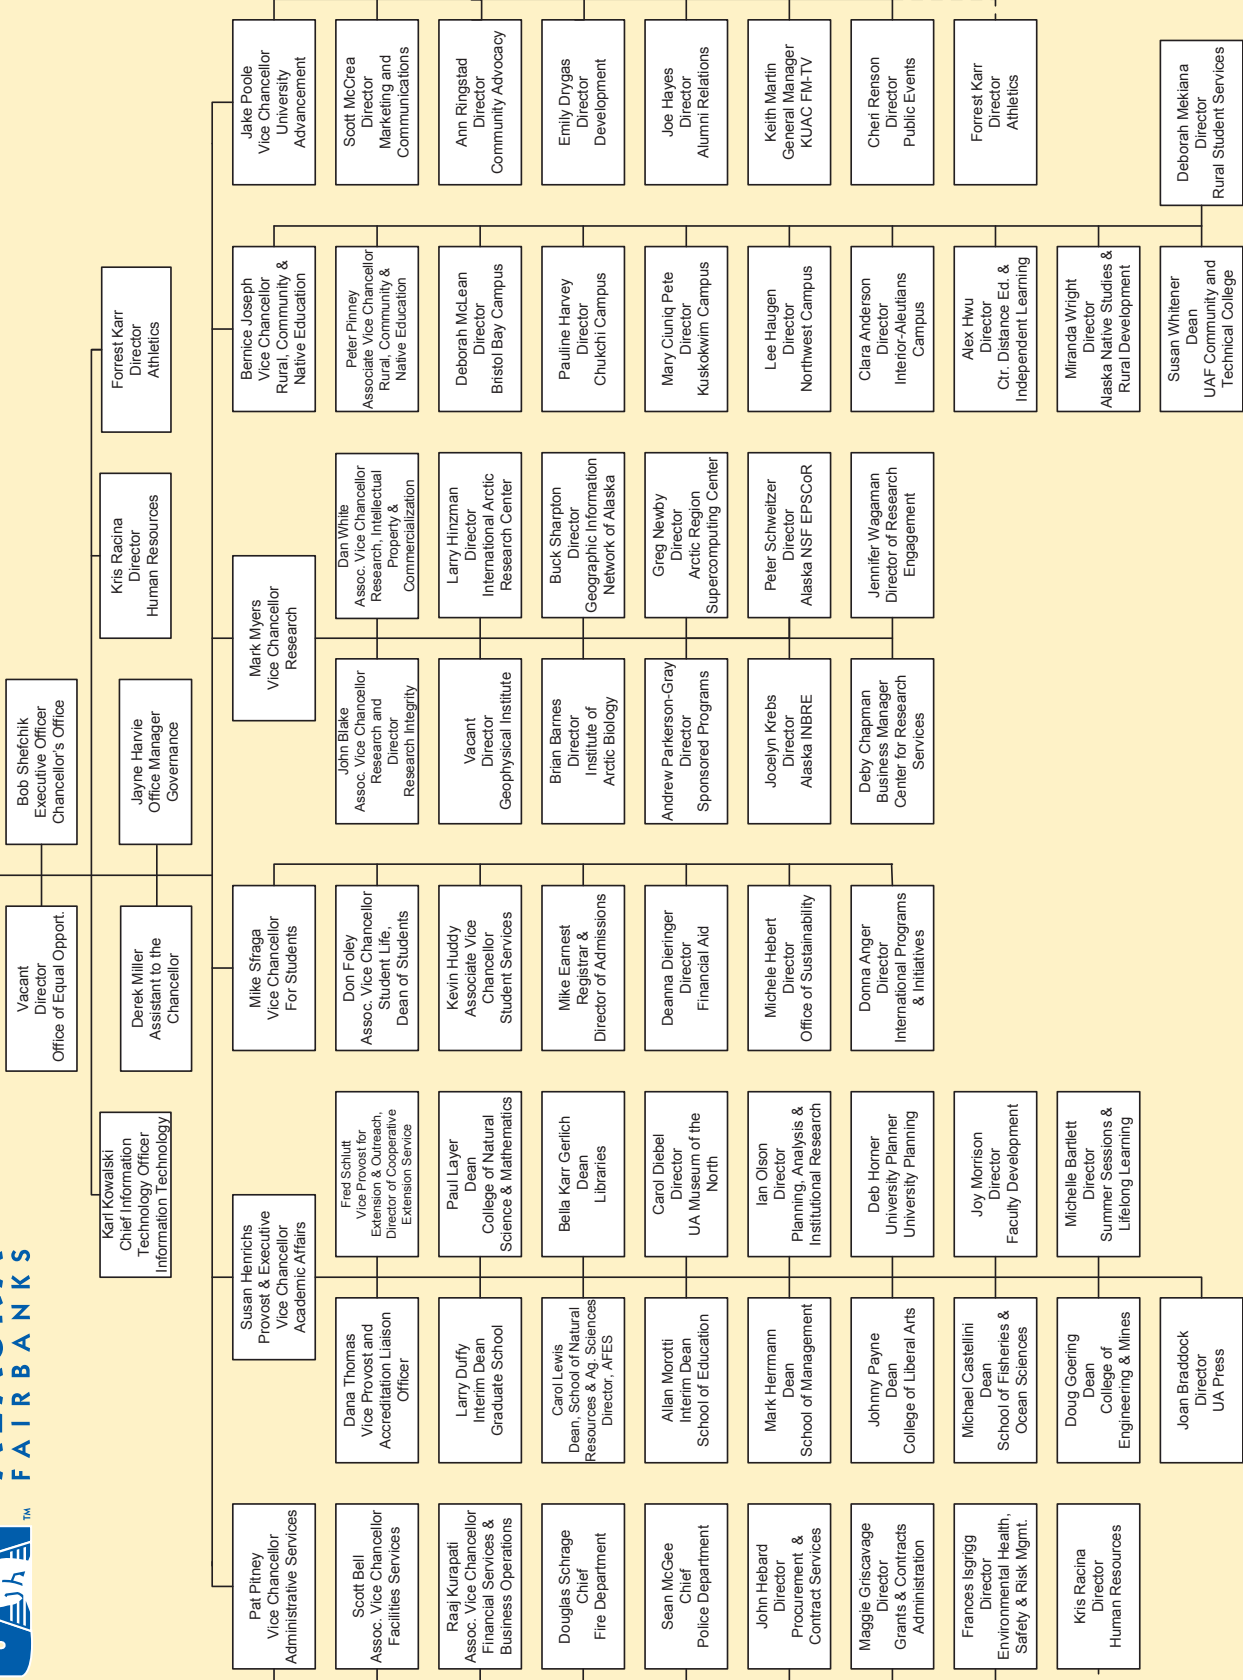 FAIRBANKS
TM
Vacant
Director
Office of Equal Opport.
Bob Shefchik
Executive Officer
Chancellor's Office
Karl Kowalski
Chief Information
Technology Officer
Information Technology
Derek Miller
Assistant to the
Chancellor
Jayne Harvie
Office Manager
Governance
Kris Racina
Director
Human Resources
Forrest Karr
Director
Athletics
Pat Pitney
Vice Chancellor
Administrative Services
Scott Bell
Assoc. Vice Chancellor
Facilities Services
Raaj Kurapati
Assoc. Vice Chancellor
Financial Services &
Business Operations
Douglas Schrage
Chief
Fire Department
Sean McGee
Chief
Police Department
John Hebard
Director
Procurement &
Contract Services
Maggie Griscavage
Director
Grants & Contracts
Administration
Frances Isgrigg
Director
Environmental Health,
Safety & Risk Mgmt.
Kris Racina
Director
Human Resources
Susan Henrichs
Provost & Executive
Vice Chancellor
Academic Affairs
Dana Thomas
Vice Provost and
Accreditation Liaison
Officer
Fred Schlutt
Vice Provost for
Extension & Outreach,
Director of Cooperative
Extension Service
Larry Duffy
Interim Dean
Graduate School
Paul Layer
Dean
College of Natural
Science & Mathematics
Carol Lewis
Dean, School of Natural
Resources & Ag. Sciences
Director, AFES
Bella Karr Gerlich
Dean
Libraries
Allan Morotti
Interim Dean
School of Education
Carol Diebel
Director
UA Museum of the
North
Mark Herrmann
Dean
School of Management
Ian Olson
Director
Planning, Analysis &
Institutional Research
Johnny Payne
Dean
College of Liberal Arts
Deb Horner
University Planner
University Planning
Michael Castellini
Dean
School of Fisheries &
Ocean Sciences
Joy Morrison
Director
Faculty Development
Doug Goering
Dean
College of
Engineering & Mines
Michelle Bartlett
Director
Summer Sessions &
Lifelong Learning
Joan Braddock
Director
UA Press
Mike Sfraga
Vice Chancellor
For Students
Don Foley
Assoc. Vice Chancellor
Student Life,
Dean of Students
Kevin Huddy
Associate Vice
Chancellor
Student Services
Mike Earnest
Registrar &
Director of Admissions
Deanna Dieringer
Director
Financial Aid
Michele Hebert
Director
Office of Sustainability
Donna Anger
Director
International Programs
& Initiatives
Mark Myers
Vice Chancellor
Research
John Blake
Assoc. Vice Chancellor
Research and
Director
Research Integrity
Dan White
Assoc. Vice Chancellor
Research, Intellectual
Property &
Commercialization
Vacant
Director
Geophysical Institute
Larry Hinzman
Director
International Arctic
Research Center
Brian Barnes
Director
Institute of
Arctic Biology
Buck Sharpton
Director
Geographic Information
Network of Alaska
Andrew Parkerson-Gray
Director
Sponsored Programs
Greg Newby
Director
Arctic Region
Supercomputing Center
Jocelyn Krebs
Director
Alaska INBRE
Peter Schweitzer
Director
Alaska NSF EPSCoR
Deby Chapman
Business Manager
Center for Research
Services
Jennifer Wagaman
Director of Research
Engagement
Bernice Joseph
Vice Chancellor
Rural, Community &
Native Education
Peter Pinney
Associate Vice Chancellor
Rural, Community &
Native Education
Deborah McLean
Director
Bristol Bay Campus
Pauline Harvey
Director
Chukchi Campus
Mary Ciuniq Pete
Director
Kuskokwim Campus
Lee Haugen
Director
Northwest Campus
Clara Anderson
Director
Interior-Aleutians
Campus
Alex Hwu
Director
Ctr. Distance Ed. &
Independent Learning
Miranda Wright
Director
Alaska Native Studies &
Rural Development
Susan Whitener
Dean
UAF Community and
Technical College
Deborah Mekiana
Director
Rural Student Services
Jake Poole
Vice Chancellor
University
Advancement
Scott McCrea
Director
Marketing and
Communications
Ann Ringstad
Director
Community Advocacy
Emily Drygas
Director
Development
Joe Hayes
Director
Alumni Relations
Keith Martin
General Manager
KUAC FM-TV
Cheri Renson
Director
Public Events
Forrest Karr
Director
Athletics